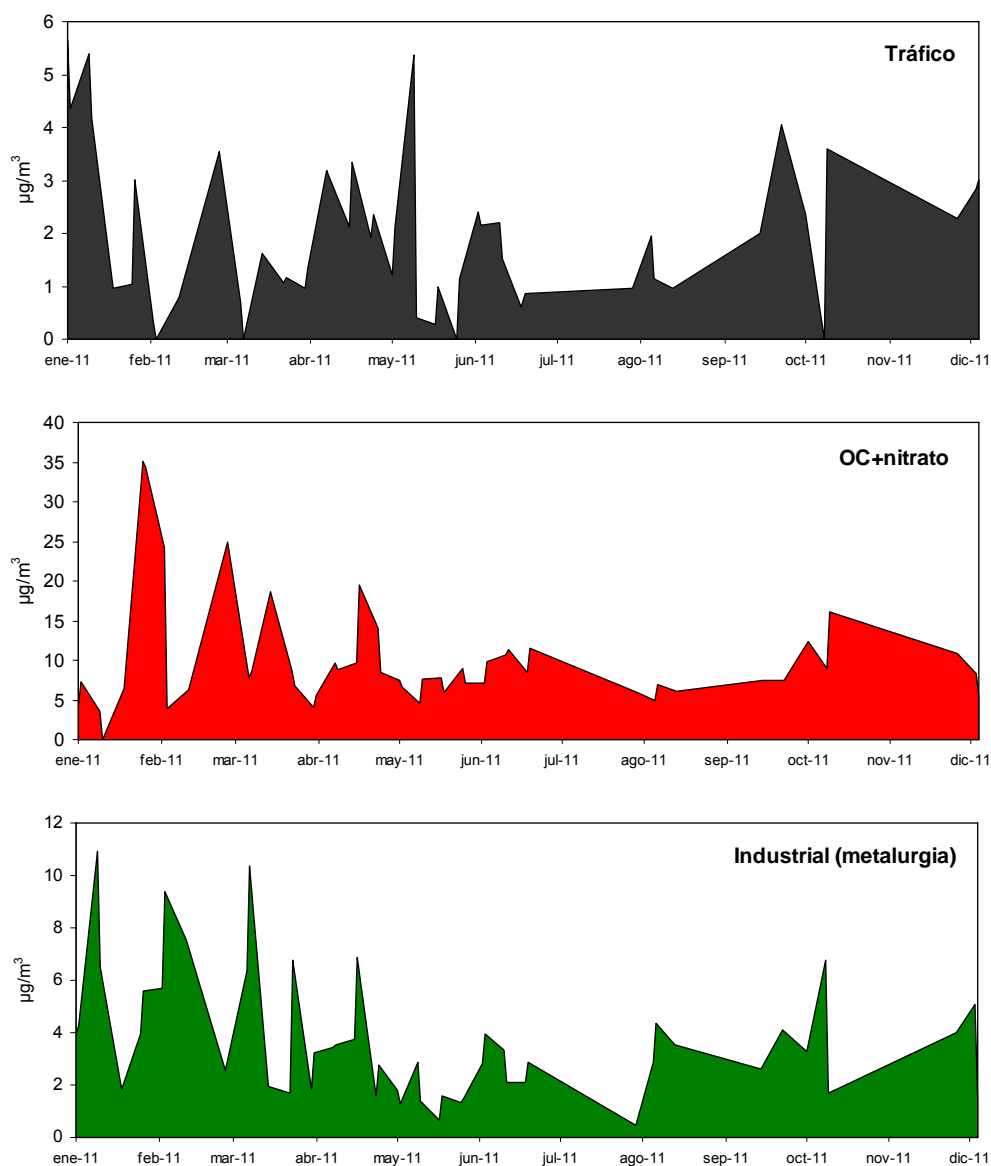 Tráfico
µg/m³
6
5
4
3
2
1
0
ene-11 feb-11 mar-11 abr-11 may-11 jun-11 jul-11 ago-11 sep-11 oct-11 nov-11 dic-11
OC+nitrato
µg/m³
40
35
30
25
20
15
10
5
0
ene-11 feb-11 mar-11 abr-11 may-11 jun-11 jul-11 ago-11 sep-11 oct-11 nov-11 dic-11
Industrial (metalurgia)
µg/m³
12
10
8
6
4
2
0
ene-11 feb-11 mar-11 abr-11 may-11 jun-11 jul-11 ago-11 sep-11 oct-11 nov-11 dic-11